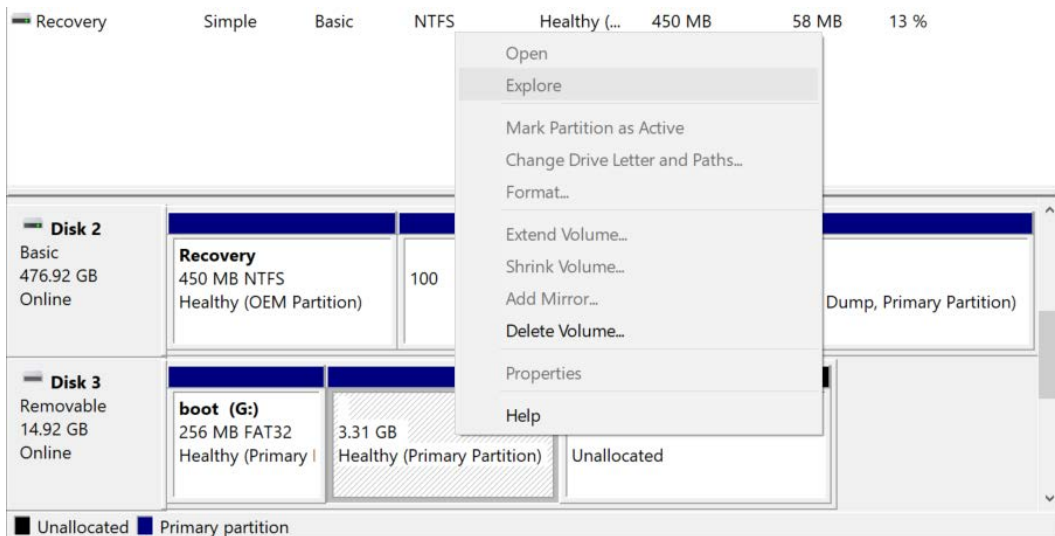 Recovery Simple Basic NTFS Healthy (... 450 MB 58 MB 13 %
Open
Explore
Mark Partition as Active
Change Drive Letter and Paths...
Format...
Extend Volume...
Shrink Volume...
Add Mirror...
Delete Volume...
Properties
Help
Disk 2
Basic
476.92 GB
Online
Recovery
450 MB NTFS
Healthy (OEM Partition)
100
Dump, Primary Partition)
Disk 3
Removable
14.92 GB
Online
boot (G:)
256 MB FAT32
Healthy (Primary
3.31 GB
Healthy (Primary Partition)
Unallocated
Unallocated Primary partition